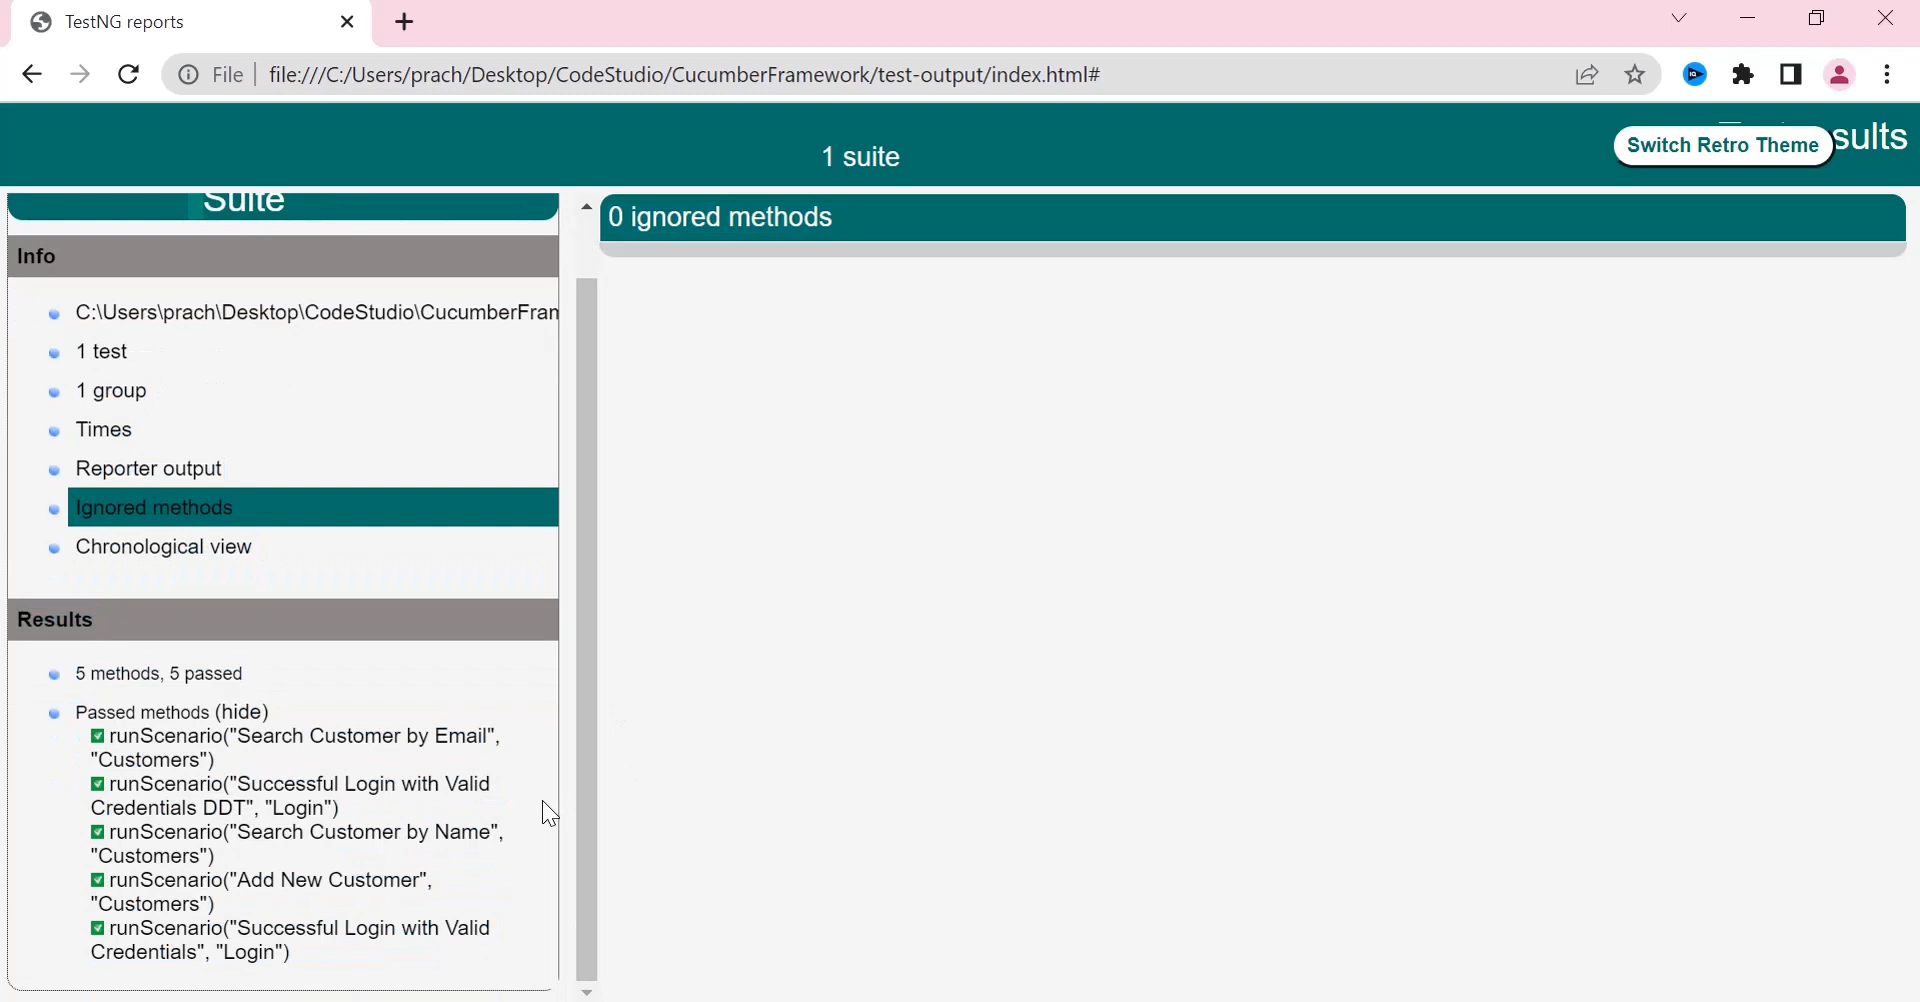 TestNG reports
File
file:///C:/Users/prach/Desktop/CodeStudio/CucumberFramework/test-output/index.html#
sults
Switch Retro Theme
1 suite
Suite
0 ignored methods
Info
C:\Users\prach\Desktop\CodeStudio\CucumberFran
1 test
1 group
Times
Reporter output
Ignored methods
Chronological view
Results
5 methods, 5 passed
Passed methods (hide)
runScenario("Search Customer by Email",
"Customers")
runScenario("Successful Login with Valid
Credentials DDT", "Login")
runScenario("Search Customer by Name",
"Customers")
runScenario("Add New Customer",
"Customers")
runScenario("Successful Login with Valid
Credentials", "Login")